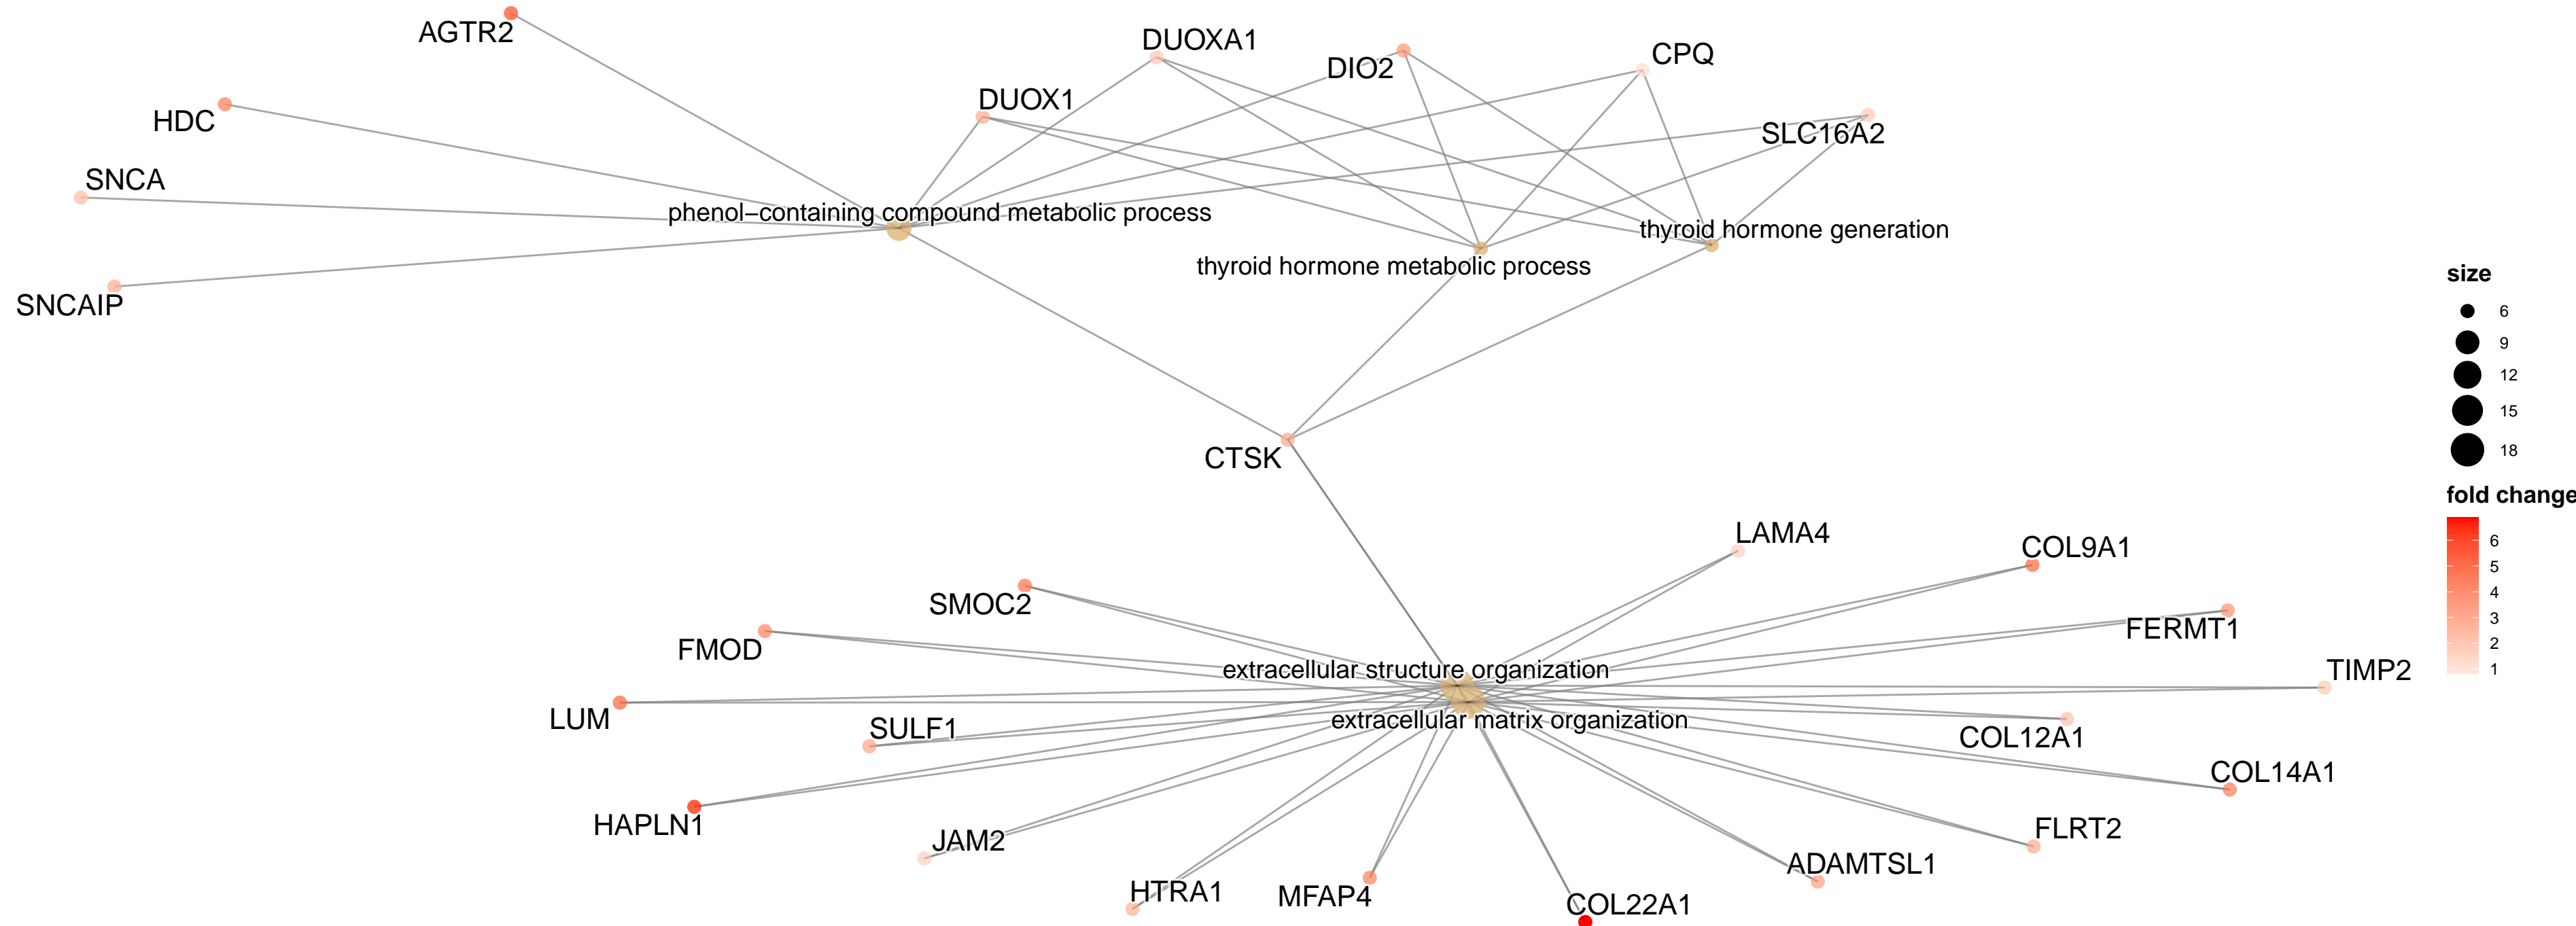 AGTR2
DUOXA1
DIO2
CPQ
HDC
DUOX1
SLC16A2
SNCA
phenol−containing compound metabolic process
thyroid hormone generation
thyroid hormone metabolic process
SNCAIP
size
6
9
12
15
18
CTSK
fold change
6
5
4
3
2
1
LAMA4
COL9A1
SMOC2
FERMT1
FMOD
extracellular structure organization
TIMP2
LUM
extracellular matrix organization
SULF1
COL12A1
COL14A1
HAPLN1
JAM2
FLRT2
ADAMTSL1
HTRA1
MFAP4
COL22A1